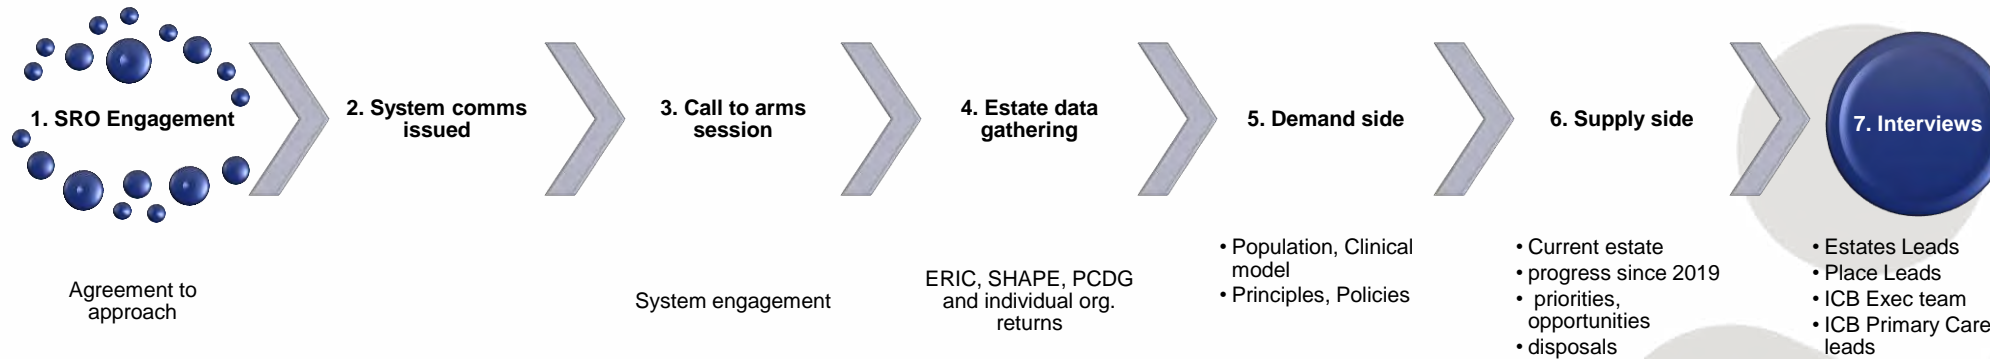 1. SRO Engagement
Agreement to
approach
2. System comms
issued
3. Call to arms
session
System engagement
4. Estate data
gathering
ERIC, SHAPE, PCDG
and individual org.
returns
5. Demand side
• Population, Clinical
model
• Principles, Policies
6. Supply side
• Current estate
• progress since 2019
• priorities,
opportunities
• disposals
7. Interviews
• Estates Leads
• Place Leads
• ICB Exec team
• ICB Primary Care
leads